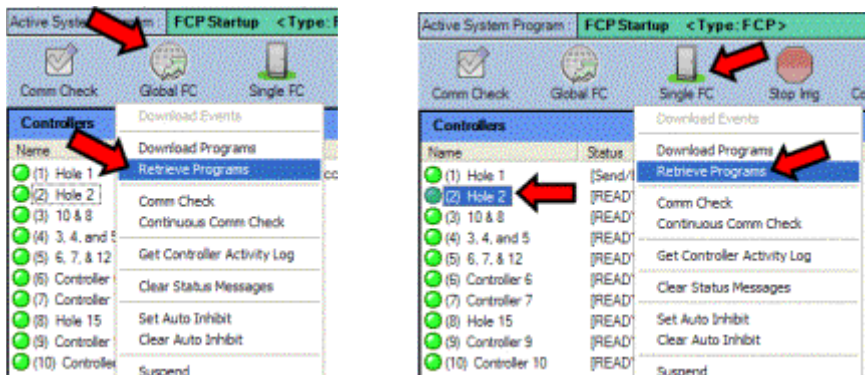 Active System Program : FCP Startup <Type: F
Comm Check Global FC Single FC
Controllers
Name
(1) Hole 1
(2) Hole 2
(3) 10 & 8
(4) 3, 4, and 5
(5) 6, 7, & 12
(6) Controller
(7) Controller
(8) Hole 15
(9) Controller
(10) Controller
Download Events
Download Programs
Retrieve Programs
Comm Check
Continuous Comm Check
Get Controller Activity Log
Clear Status Messages
Set Auto Inhibit
Clear Auto Inhibit
Suspend
Active System Program : FCP Startup <Type: FCP>
Comm Check Global FC Single FC Stop Irrig Co
Controllers
Name Status
(1) Hole 1 [Send/
(2) Hole 2 [READ
(3) 10 & 8 [READ
(4) 3, 4, and 5 [READ
(5) 6, 7, & 12 [READ
(6) Controller 6 [READ
(7) Controller 7 [READ
(8) Hole 15 [READ
(9) Controller 9 [READ
(10) Controller 10 [READ
Download Events
Download Programs
Retrieve Programs
Comm Check
Continuous Comm Check
Get Controller Activity Log
Clear Status Messages
Set Auto Inhibit
Clear Auto Inhibit
Suspend